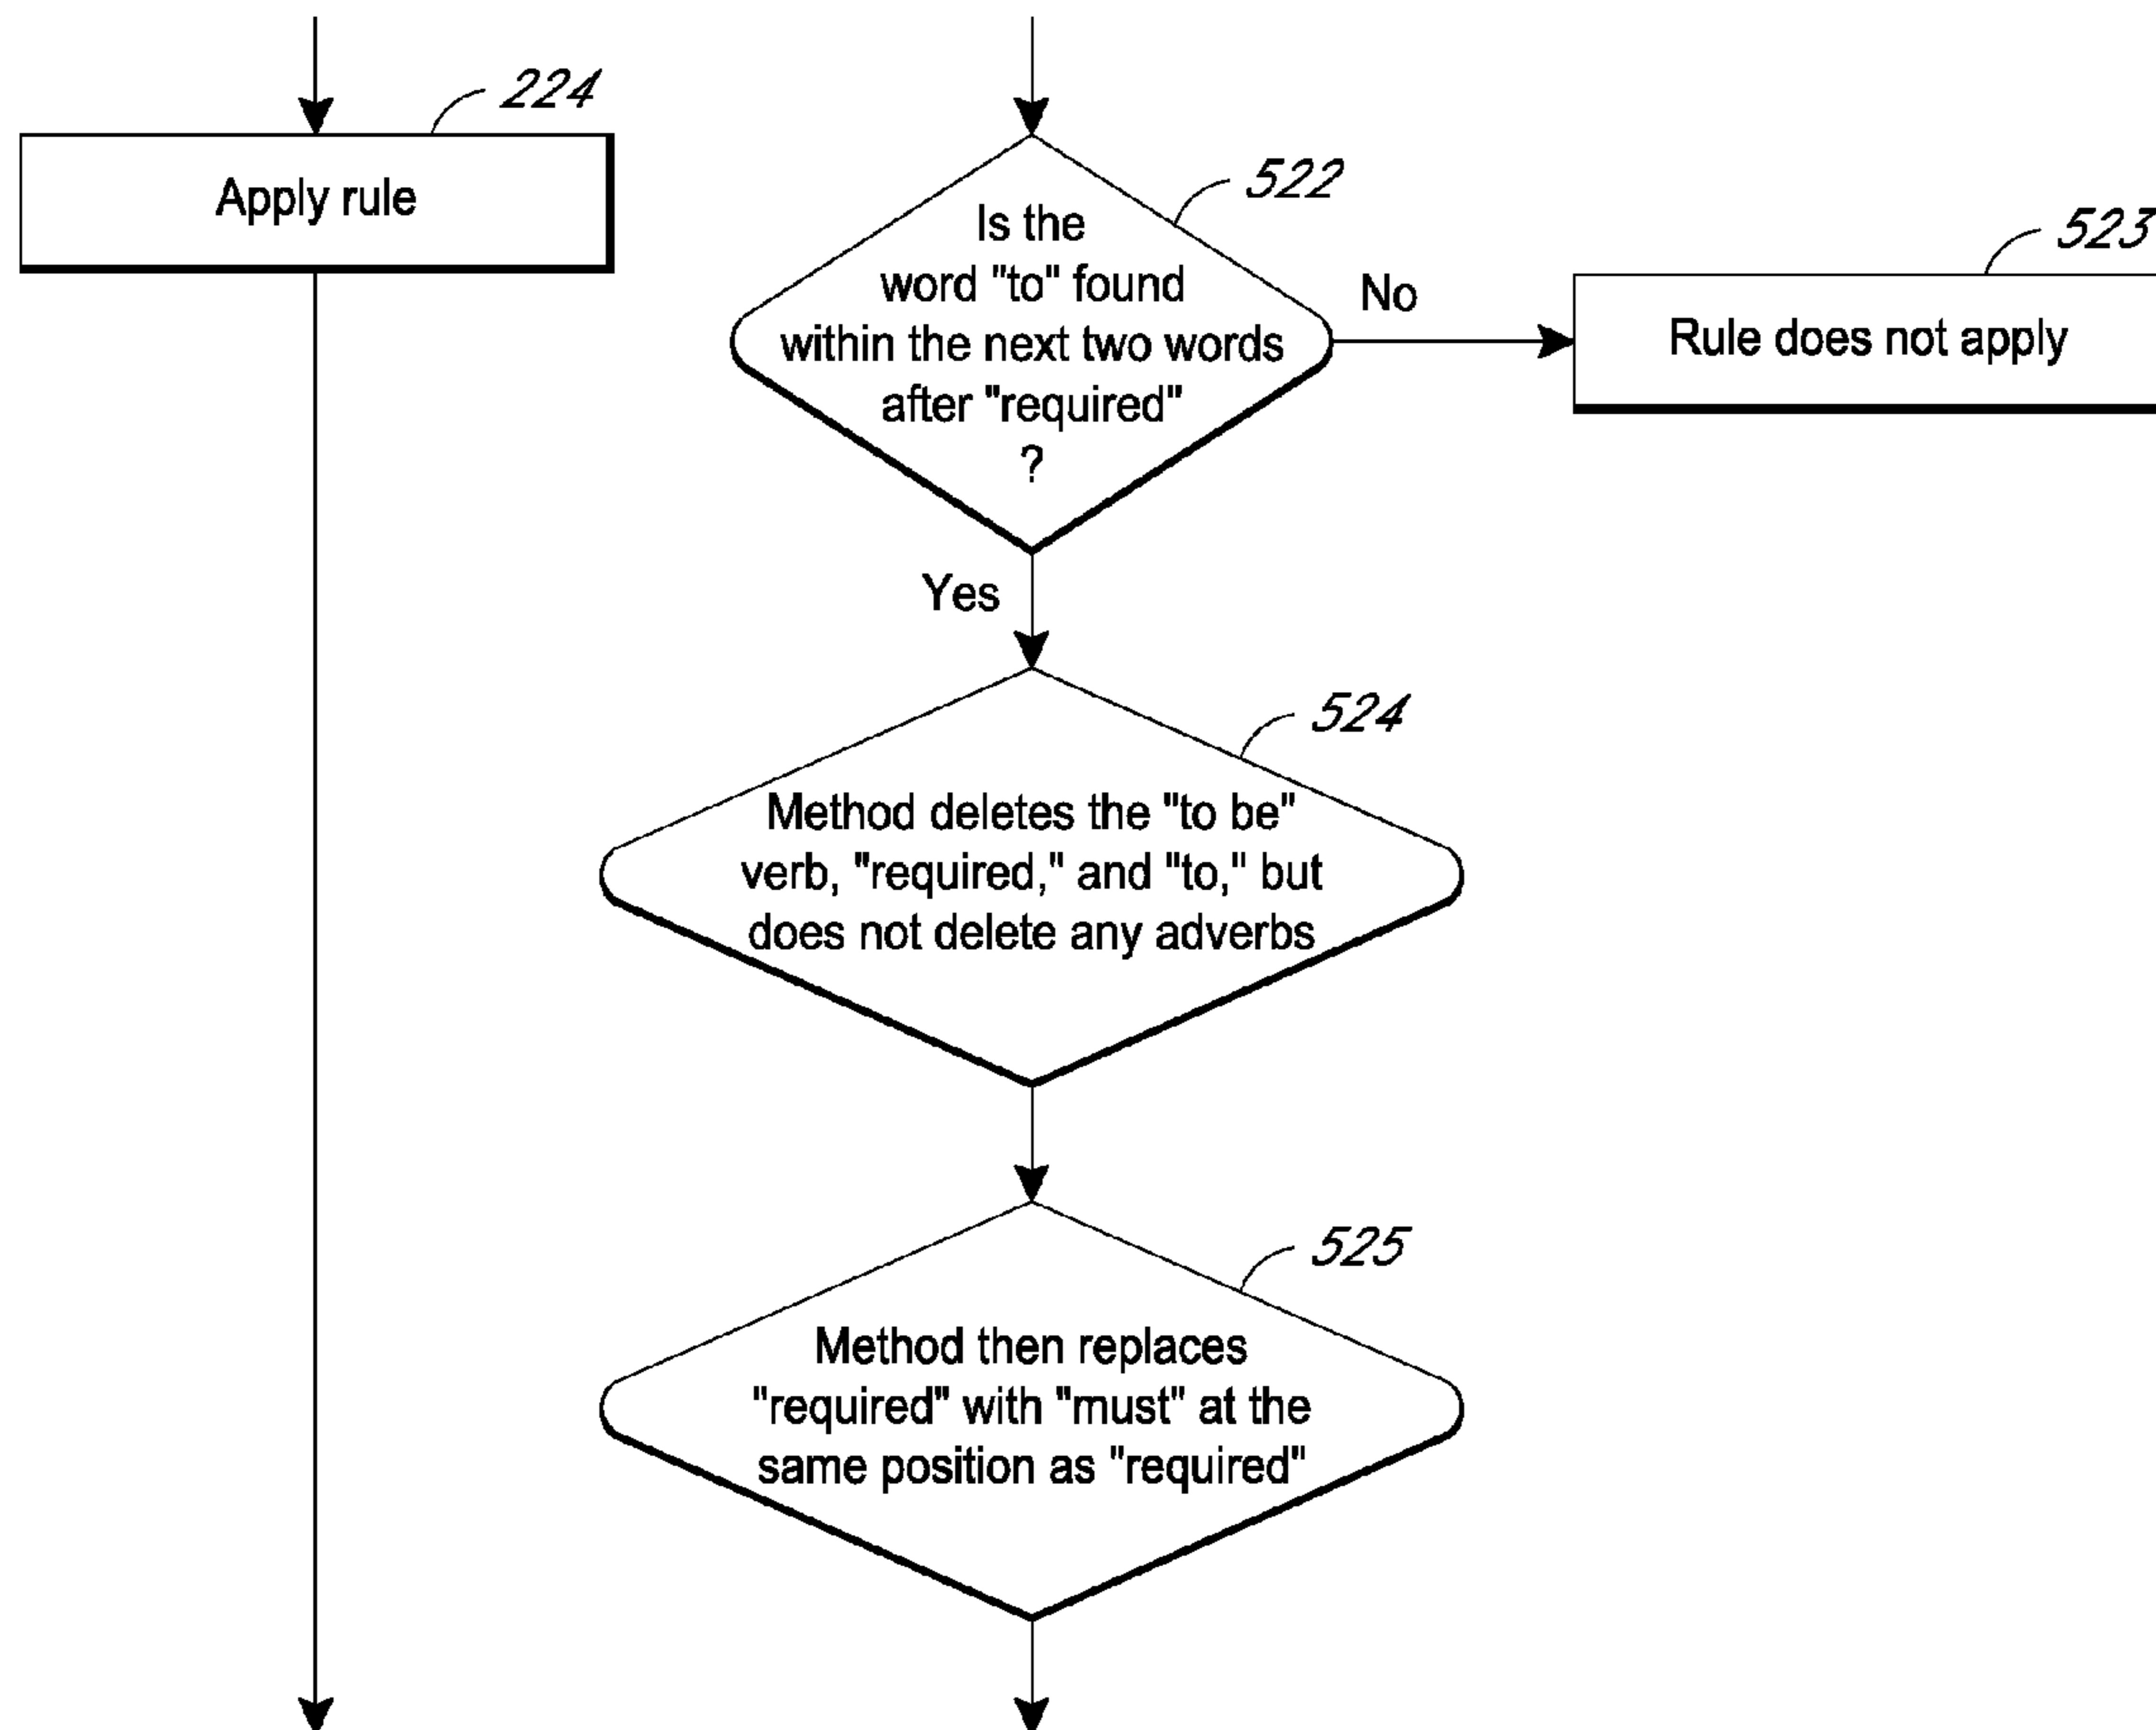 224
Apply rule
522
Is the
word "to" found
within the next two words
after "required"
?
No
523
Rule does not apply
Yes
524
Method deletes the "to be"
verb, "required," and "to," but
does not delete any adverbs
525
Method then replaces
"required" with "must" at the
same position as "required"